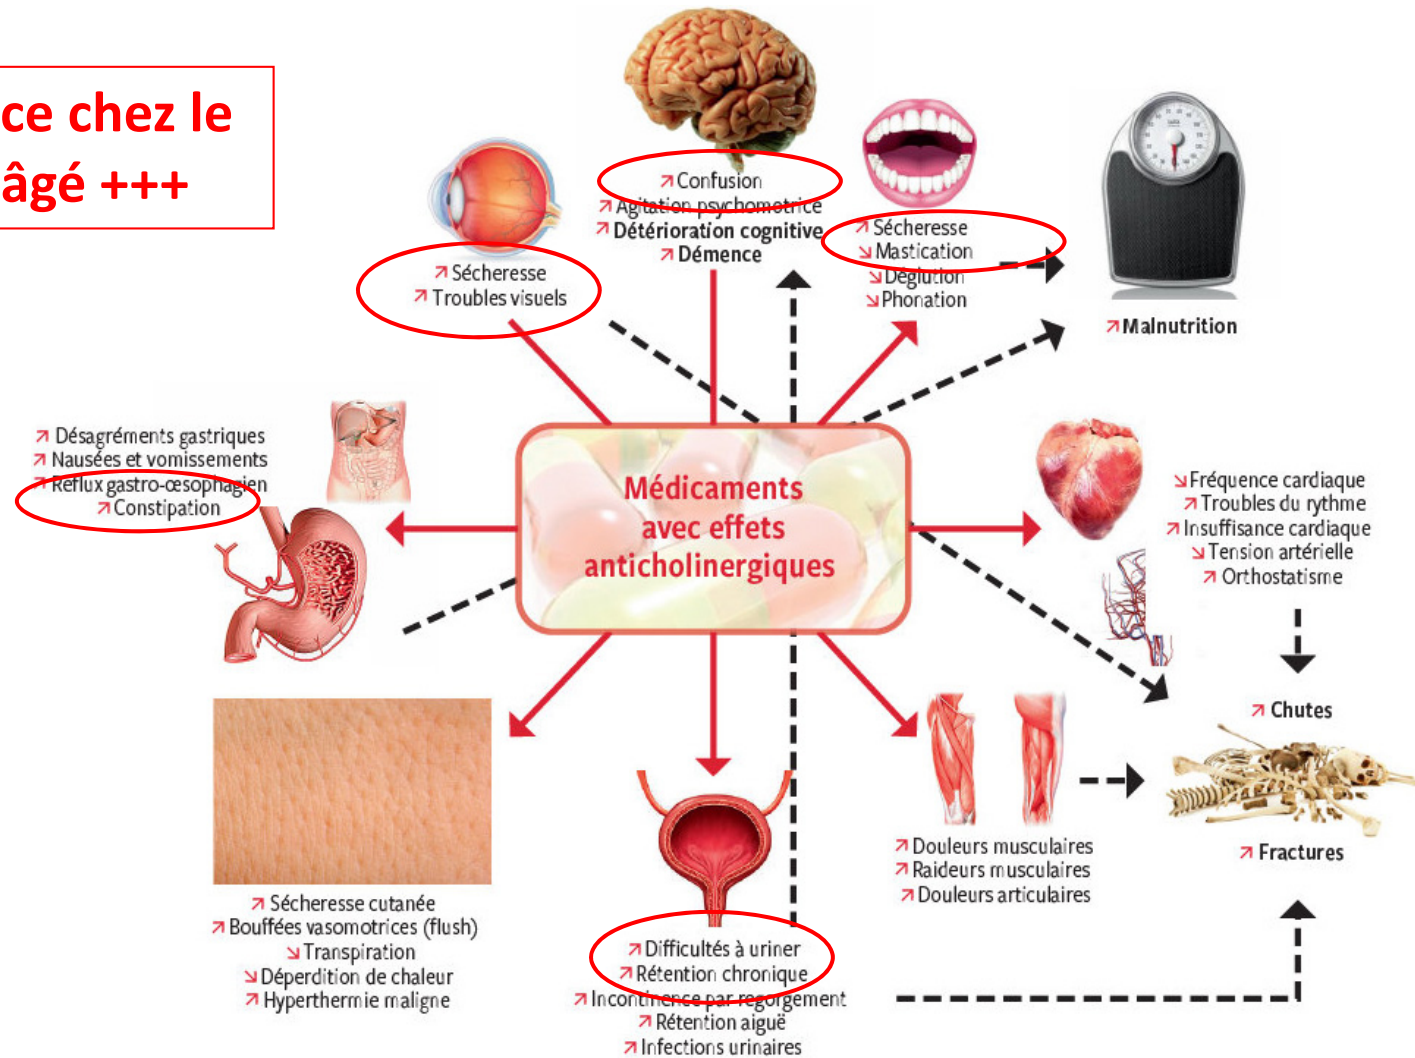 ce chez le
âgé +++
↗ Confusion
↗ Agitation psychomotrice
↗ Détérioration cognitive
↗ Démence
↗ Sécheresse
↘ Mastication
↘ Déglution
↘ Phonation
↗ Sécheresse
↗ Troubles visuels
↗ Malnutrition
↗ Désagréments gastriques
↗ Nausées et vomissements
↗ Reflux gastro-œsophagien
↗ Constipation
Médicaments
avec effets
anticholinergiques
↘ Fréquence cardiaque
↗ Troubles du rythme
↗ Insuffisance cardiaque
↘ Tension artérielle
↗ Orthostatisme
↗ Chutes
↗ Fractures
↗ Douleurs musculaires
↗ Raideurs musculaires
↗ Douleurs articulaires
↗ Sécheresse cutanée
↗ Bouffées vasomotrices (flush)
↘ Transpiration
↘ Déperdition de chaleur
↗ Hyperthermie maligne
↗ Difficultés à uriner
↗ Rétention chronique
↗ Incontinence par regorgement
↗ Rétention aiguë
↗ Infections urinaires